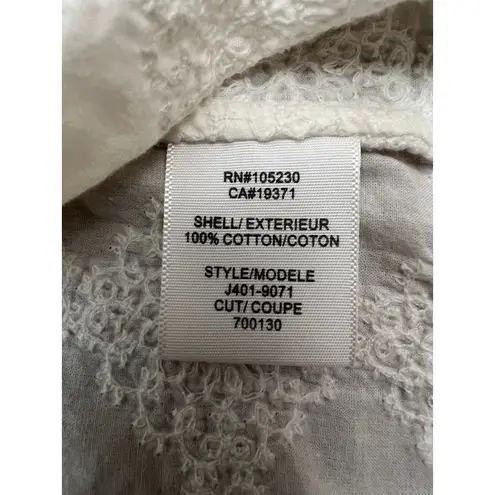 RN#105230
CA#19371
SHELL/EXTERIEUR
100% COTTON/COTON
STYLE/MODELE
J401-9071
CUT/COUPE
700130